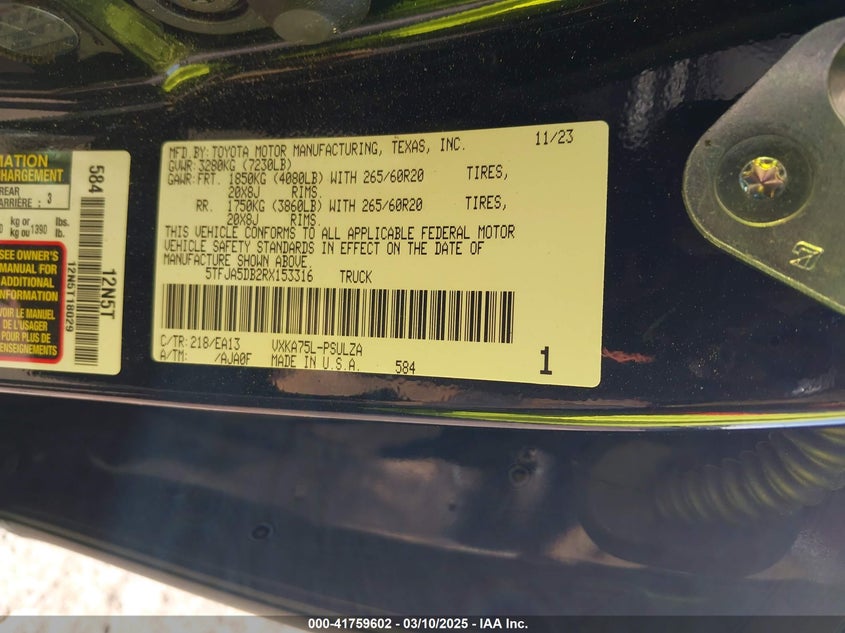 MFD.BY: TOYOTA MOTOR MANUFACTURING, TEXAS, INC. 11/23
GVWR: 3280KG (7230LB)
GAWR: FRT. 1850KG (4080LB) WITH 265/60R20 TIRES,
20X8J RIMS.
RR. 1750KG (3860LB) WITH 265/60R20 TIRES,
20X8J RIMS.
THIS VEHICLE CONFORMS TO ALL APPLICABLE FEDERAL MOTOR
VEHICLE SAFETY STANDARDS IN EFFECT ON THE DATE OF
MANUFACTURE SHOWN ABOVE.
5TFJA5DB2RX153316 TRUCK
C/TR: 218/EA13 VXKA75L-PSULZA
A/TM: /AJA0F MADE IN U.S.A. 584 1
MATION
CHARGEMENT
REAR
ARRIÈRE : 3
kg or lbs.
kg ou 1390 lb.
SEE OWNER'S
MANUAL FOR
ADDITIONAL
INFORMATION
VOIR LE MANUEL
DE L'USAGER
POUR PLUS DE
RENSEIGNEMENTS
584
12N5T18029
12N5T
000-41759602 - 03/10/2025 - IAA Inc.